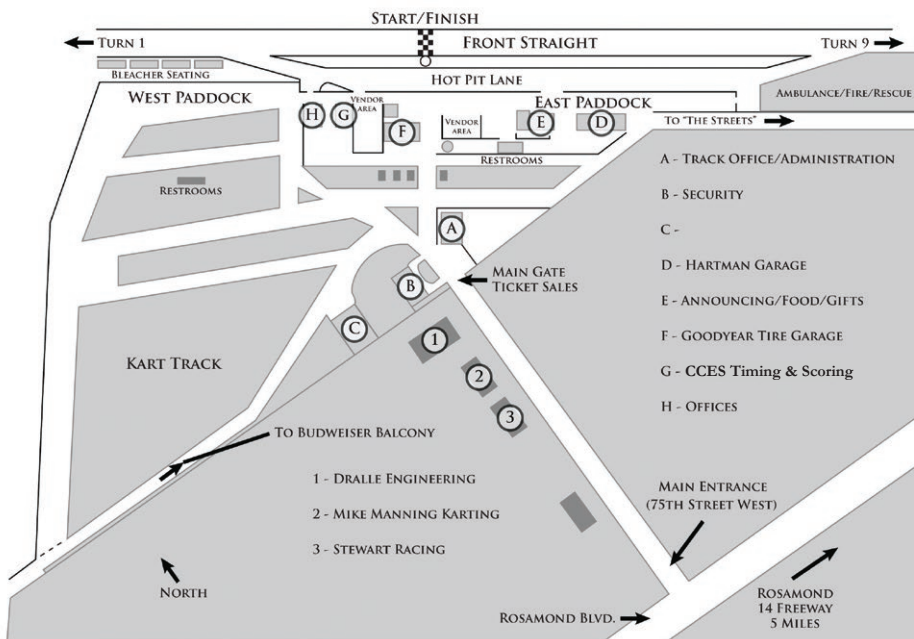 START/FINISH
TURN 1
FRONT STRAIGHT
TURN 9
BLEACHER SEATING
HOT PIT LANE
WEST PADDOCK
VENDOR
AREA
EAST PADDOCK
AMBULANCE/FIRE/RESCUE
H
G
F
VENDOR
AREA
E
D
TO "THE STREETS"
RESTROOMS
RESTROOMS
A
A - TRACK OFFICE/ADMINISTRATION
B - SECURITY
C -
D - HARTMAN GARAGE
E - ANNOUNCING/FOOD/GIFTS
F - GOODYEAR TIRE GARAGE
G - CCES Timing & Scoring
H - OFFICES
MAIN GATE
TICKET SALES
B
C
1
2
3
KART TRACK
TO BUDWEISER BALCONY
1 - DRALLE ENGINEERING
2 - MIKE MANNING KARTING
3 - STEWART RACING
MAIN ENTRANCE
(75TH STREET WEST)
NORTH
ROSAMOND BLVD.
ROSAMOND
14 FREEWAY
5 MILES